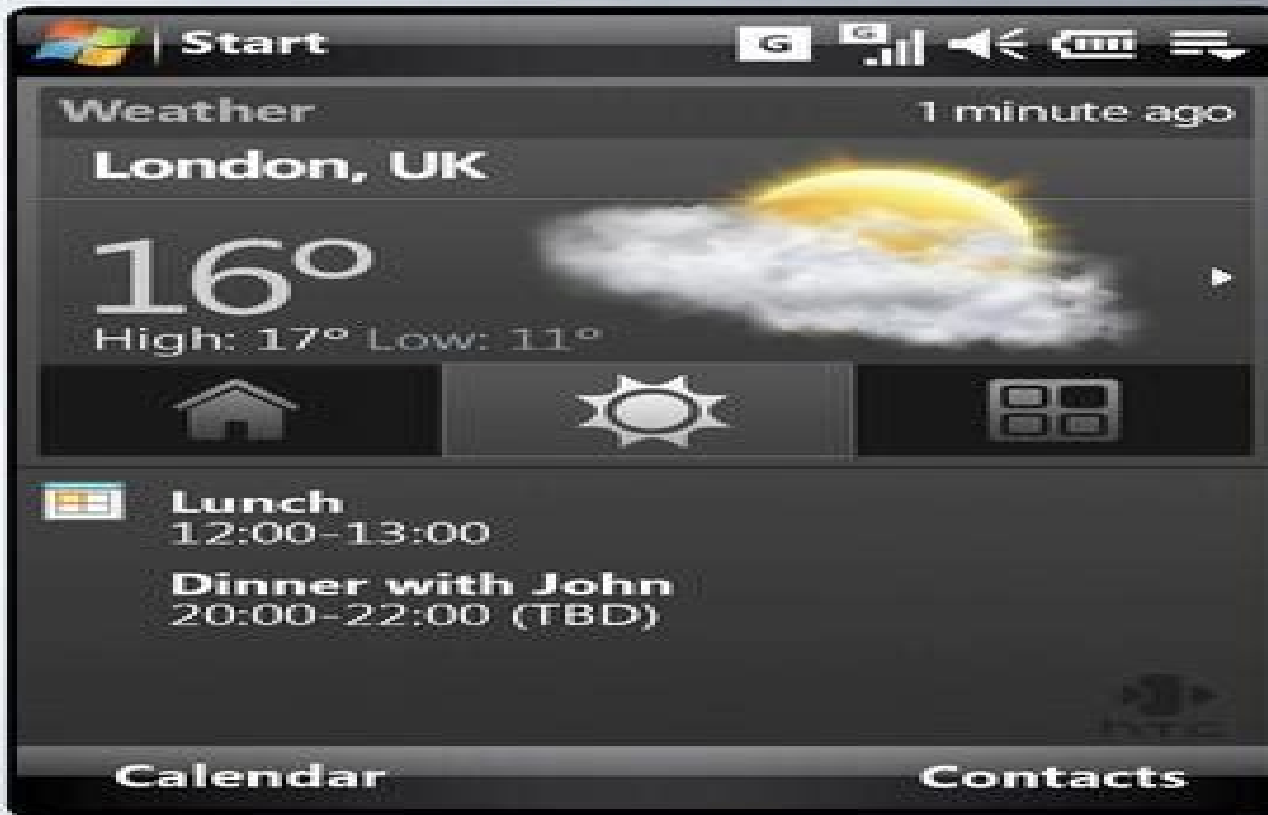 Start
G
G
Weather
1 minute ago
London, UK
16°
High: 17° Low: 11°
Lunch
12:00-13:00
Dinner with John
20:00-22:00 (TBD)
hTC
Calendar
Contacts